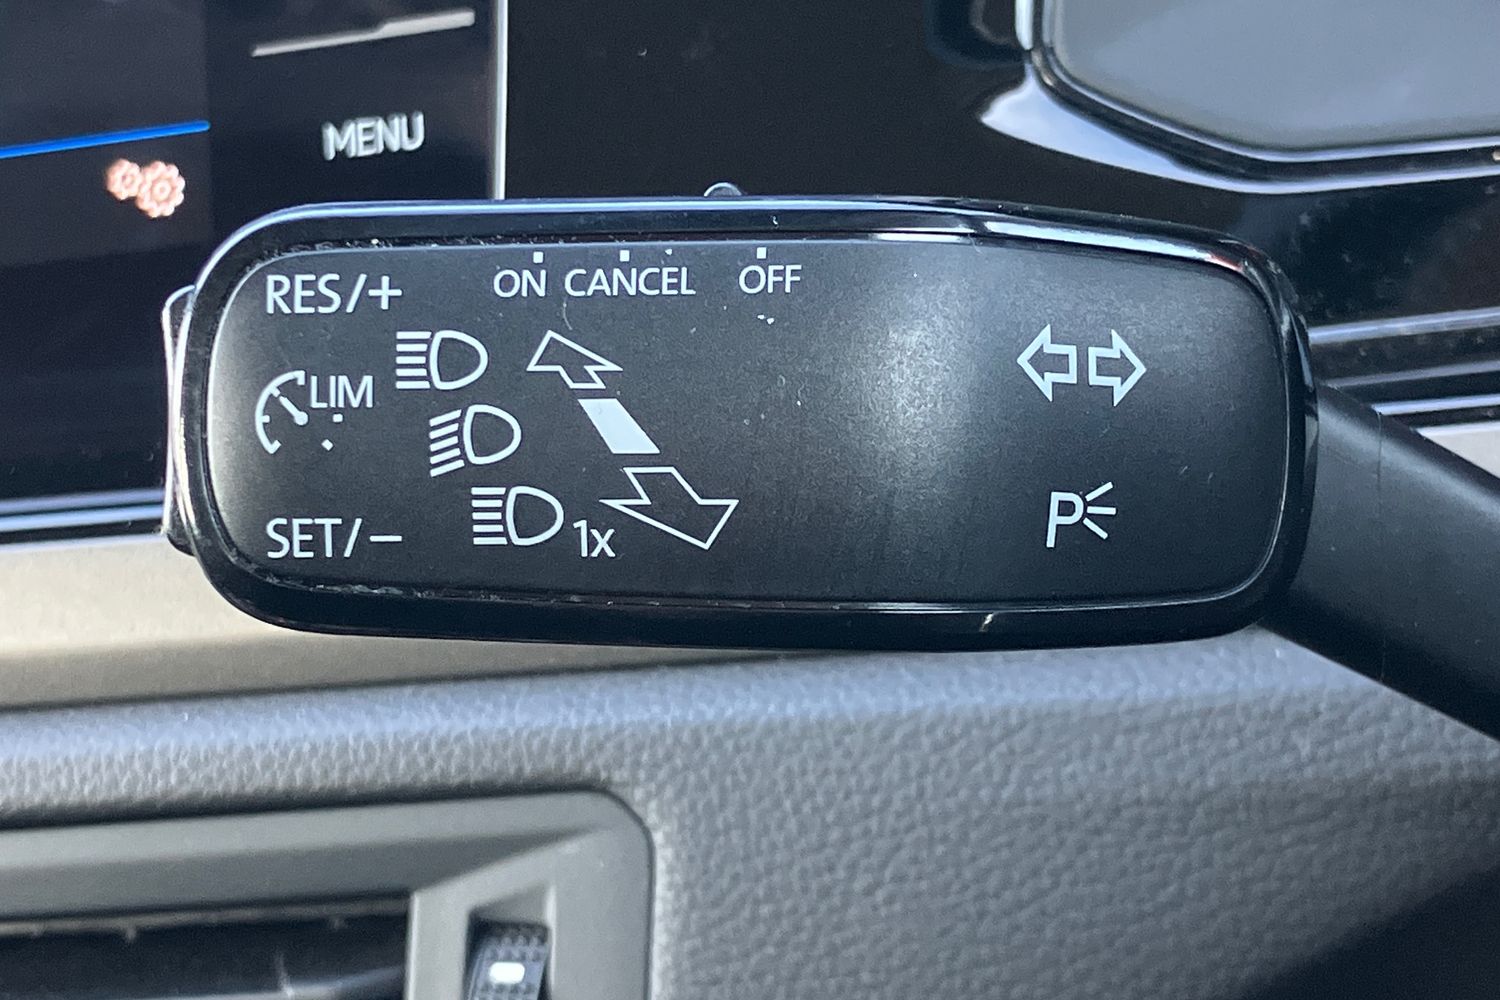 MENU
RES/+
ON CANCEL OFF
LIM
SET/-
1x
P